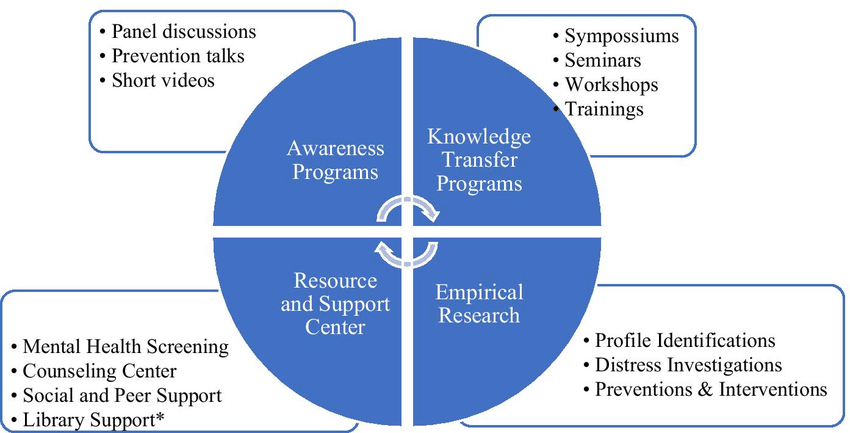 • Panel discussions
• Prevention talks
• Short videos
• Sympossiums
• Seminars
• Workshops
• Trainings
Awareness
Programs
Knowledge
Transfer
Programs
Resource
and Support
Center
Empirical
Research
• Mental Health Screening
• Counseling Center
• Social and Peer Support
• Library Support*
• Profile Identifications
• Distress Investigations
• Preventions & Interventions